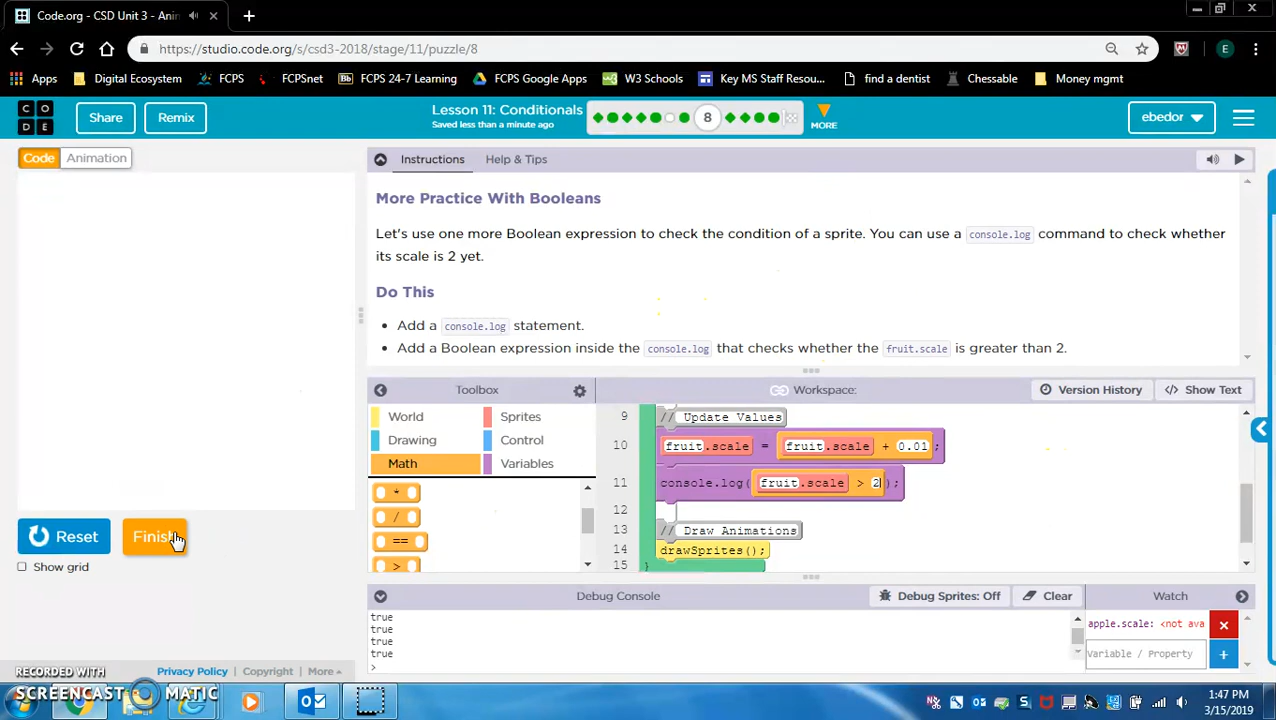 Code.org - CSD Unit 3 - Ani
https://studio.code.org/s/csd3-2018/stage/11/puzzle/8
E
Apps Digital Ecosystem FCPS FCPSnet Bb FCPS 24-7 Learning FCPS Google Apps W3 Schools Key MS Staff Resou... find a dentist Chessable Money mgmt
C O D E
Share
Remix
Lesson 11: Conditionals
Saved less than a minute ago
8
MORE
ebedor
Code Animation
Instructions Help & Tips
More Practice With Booleans
Let's use one more Boolean expression to check the condition of a sprite. You can use a console.log command to check whether
its scale is 2 yet.
Do This
• Add a console.log statement.
• Add a Boolean expression inside the console.log that checks whether the fruit.scale is greater than 2.
Toolbox
Workspace:
Version History
</> Show Text
World Sprites
Drawing Control
Math Variables
*
/
==
>
9 // Update Values
10 fruit.scale = fruit.scale + 0.01;
11 console.log(fruit.scale > 2);
12
13 // Draw Animations
14 drawSprites();
15 }
Reset
Finish
Show grid
Debug Console
Debug Sprites: Off
Clear
Watch
true
true
true
true
>
apple.scale: <not ava
x
Variable / Property
+
Privacy Policy | Copyright | More
RECORDED WITH
SCREENCAST MATIC
1:47 PM
3/15/2019